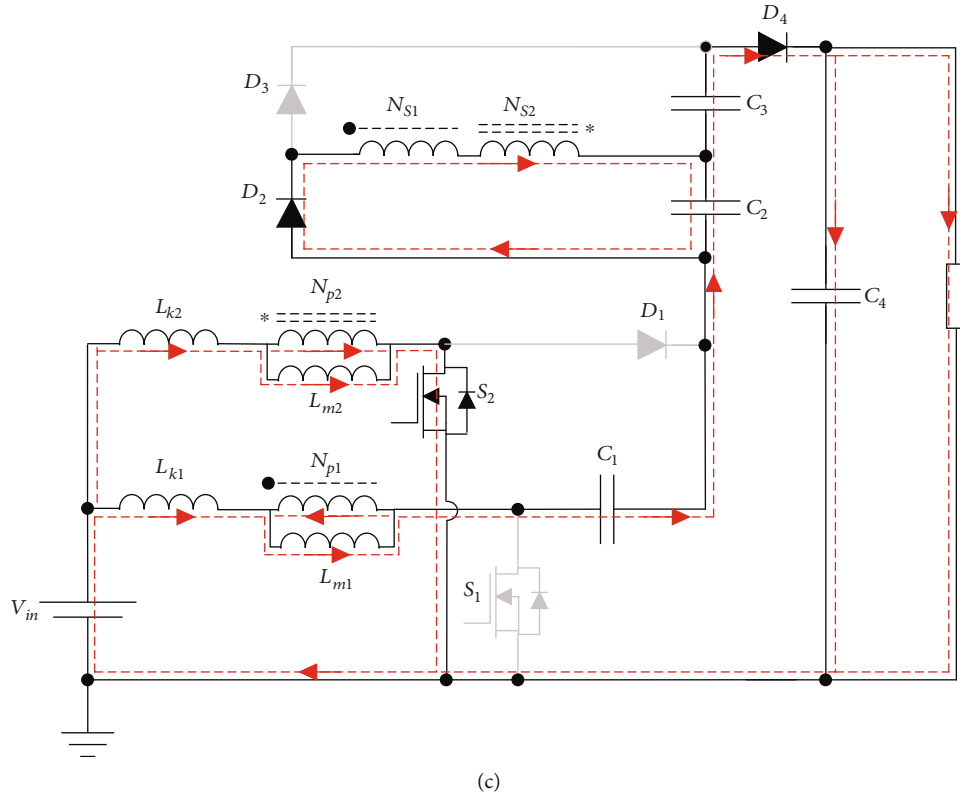 D4
D3
NS1
NS2
*
C3
D2
C2
Np2
*
Lk2
D1
C4
Lm2
S2
Lk1
Np1
C1
Lm1
S1
Vin
(c)